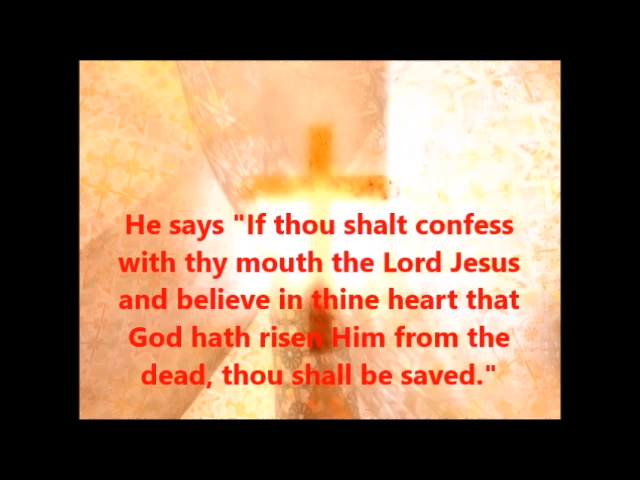 He says "If thou shalt confess
with thy mouth the Lord Jesus
and believe in thine heart that
God hath risen Him from the
dead, thou shall be saved."